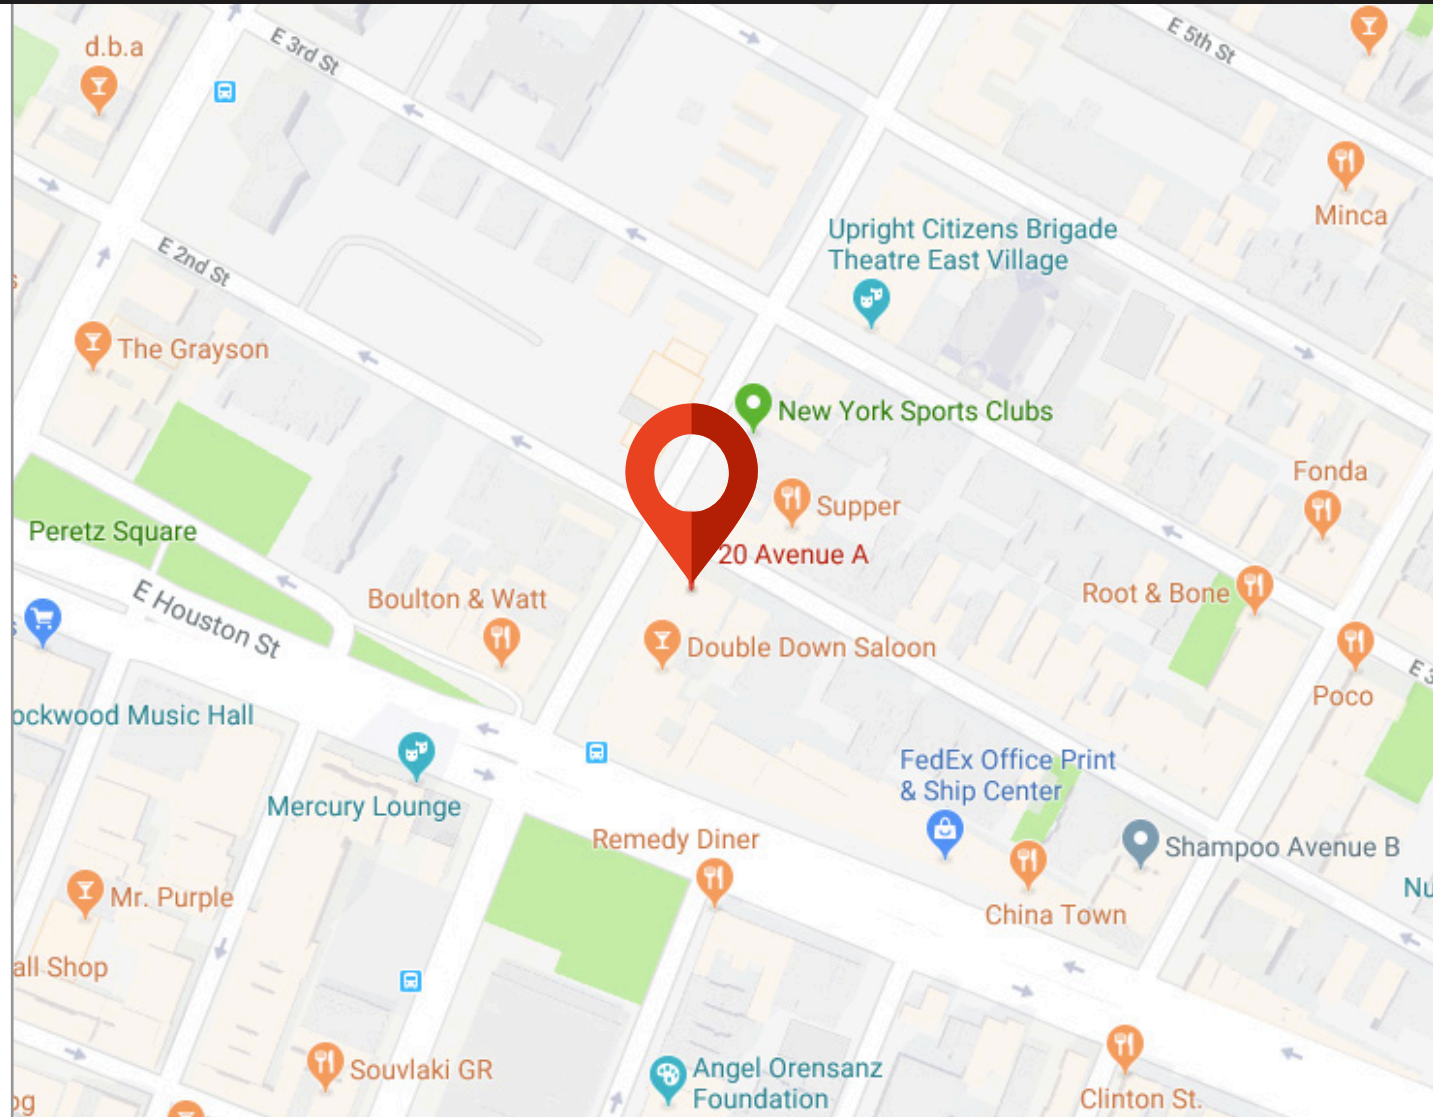 d.b.a
E 3rd St
E 5th St
Minca
Upright Citizens Brigade
Theatre East Village
E 2nd St
The Grayson
New York Sports Clubs
Fonda
Supper
Peretz Square
20 Avenue A
E Houston St
Boulton & Watt
Root & Bone
Double Down Saloon
E 3
Poco
ockwood Music Hall
FedEx Office Print
& Ship Center
Mercury Lounge
Remedy Diner
Shampoo Avenue B
Nu
Mr. Purple
China Town
all Shop
Souvlaki GR
Angel Orensanz
Foundation
Clinton St.
og